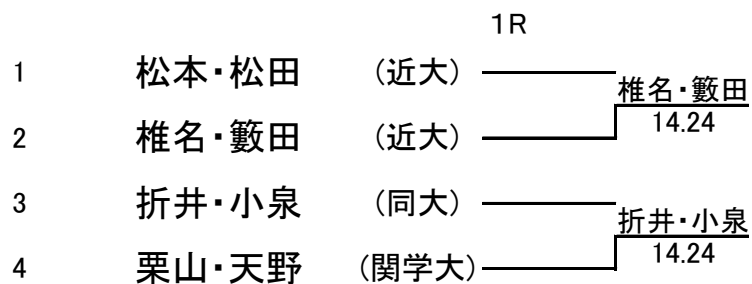 1R
1 松本・松田 (近大)
椎名・籔田
14.24
2 椎名・籔田 (近大)
3 折井・小泉 (同大)
折井・小泉
14.24
4 栗山・天野 (関学大)